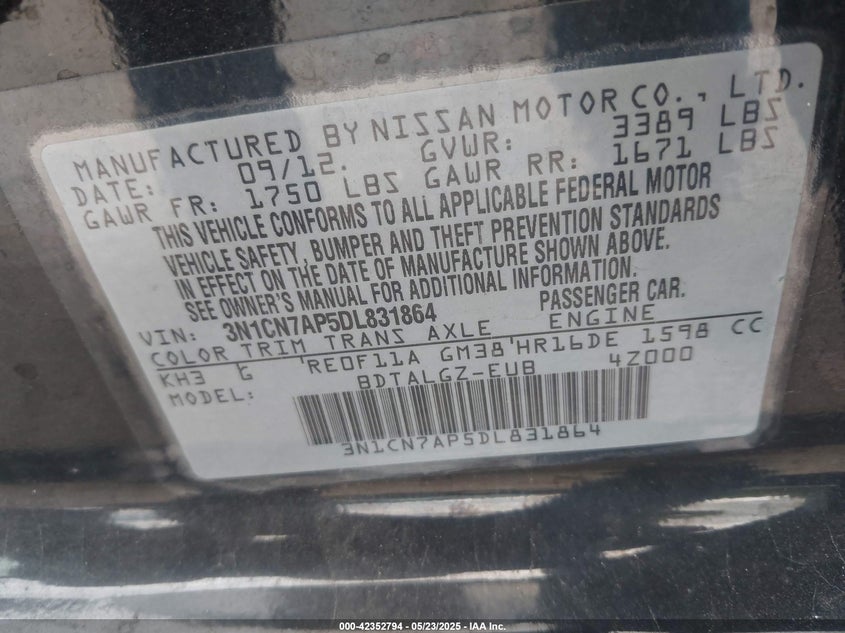 MANUFACTURED BY NISSAN MOTOR CO., LTD.
DATE: 09/12. GVWR: 3389 LBS
GAWR FR: 1750 LBS GAWR RR: 1671 LBS
THIS VEHICLE CONFORMS TO ALL APPLICABLE FEDERAL MOTOR
VEHICLE SAFETY, BUMPER AND THEFT PREVENTION STANDARDS
IN EFFECT ON THE DATE OF MANUFACTURE SHOWN ABOVE.
SEE OWNER'S MANUAL FOR ADDITIONAL INFORMATION.
VIN: 3N1CN7AP5DL831864 PASSENGER CAR.
COLOR TRIM TRANS AXLE ENGINE
KH3 G RE0F11A GM38 HR16DE 1598 CC
MODEL: BDTALGZ-EUB 4Z000
3N1CN7AP5DL831864
000-42352794 - 05/23/2025 - IAA Inc.